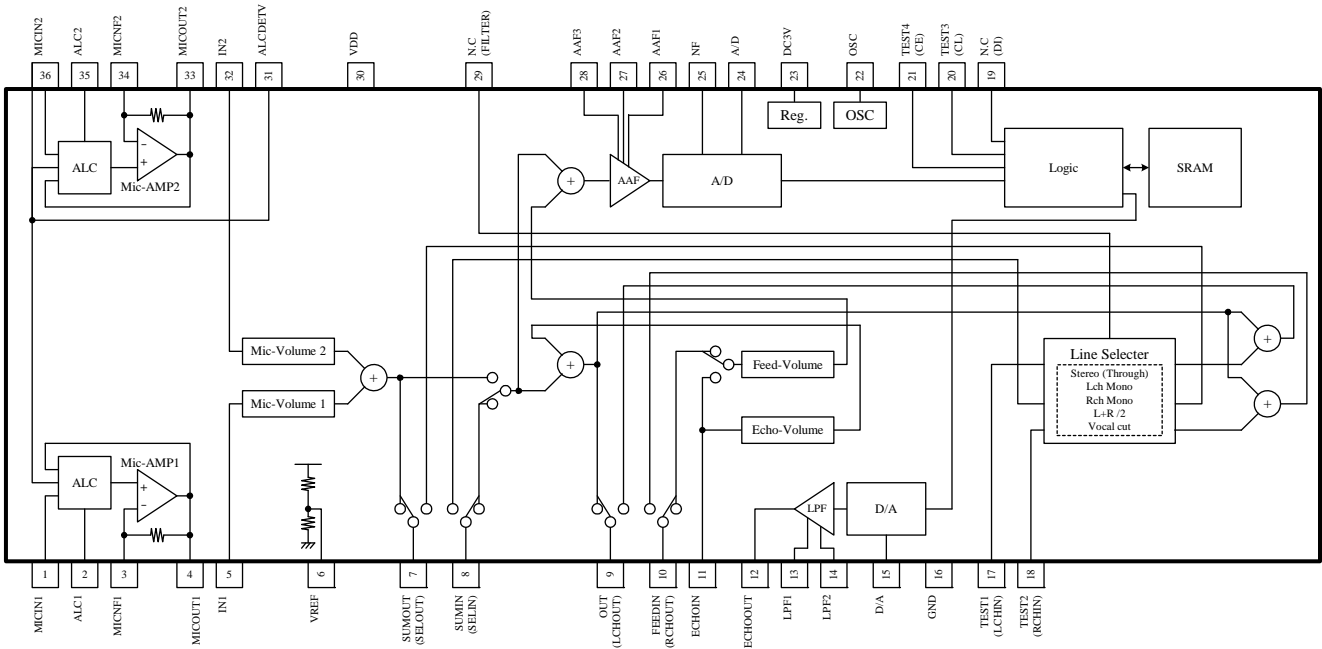 MICIN2
ALC2
MICNF2
MICOUT2
IN2
ALCDETV
VDD
N.C
(FILTER)
AAF3
AAF2
AAF1
NF
A/D
DC3V
OSC
TEST4
(CE)
TEST3
(CL)
N.C
(DI)
36
35
34
33
32
31
30
29
28
27
26
25
24
23
22
21
20
19
Reg.
OSC
ALC
-
+
Mic-AMP2
+
AAF
A/D
Logic
SRAM
Mic-Volume 2
Mic-Volume 1
+
+
Feed-Volume
Echo-Volume
Line Selecter
Stereo (Through)
Lch Mono
Rch Mono
L+R /2
Vocal cut
+
+
Mic-AMP1
ALC
+
-
LPF
D/A
1
2
3
4
5
6
7
8
9
10
11
12
13
14
15
16
17
18
MICIN1
ALC1
MICNF1
MICOUT1
IN1
VREF
SUMOUT
(SELOUT)
SUMIN
(SELIN)
OUT
(LCHOUT)
FEEDIN
(RCHOUT)
ECHOIN
ECHOOUT
LPF1
LPF2
D/A
GND
TEST1
(LCHIN)
TEST2
(RCHIN)